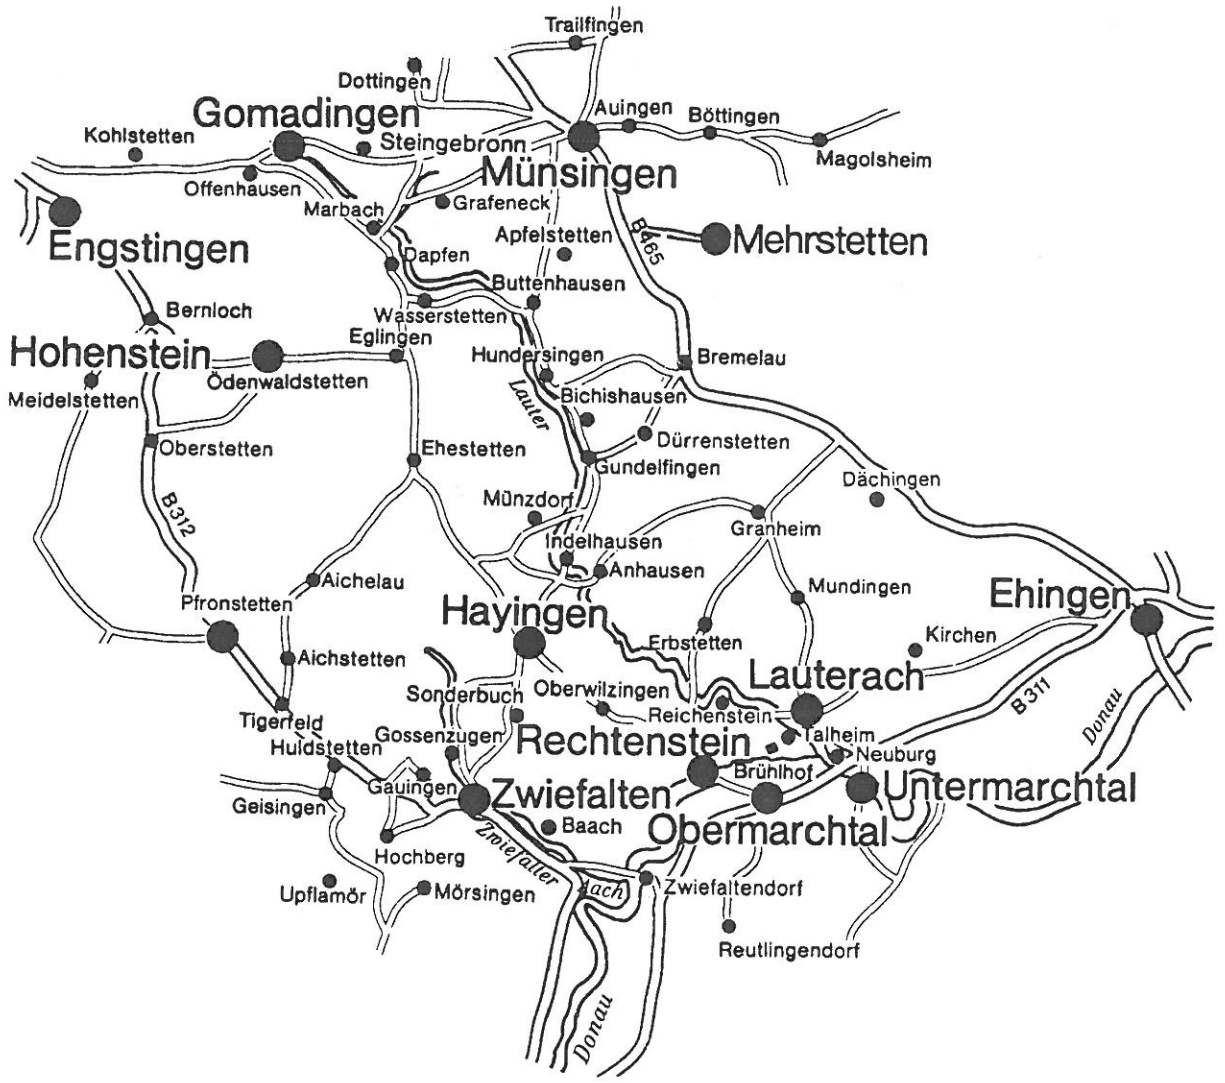 Trailfingen
Dottingen
Gomadingen
Auingen
Böttingen
Kohlstetten
Steingebronn
Magolsheim
Münsingen
Offenhausen
Marbach
Grafeneck
Engstingen
Apfelstetten
B465
Mehrstetten
Dapfen
Buttenhausen
Bernloch
Wasserstetten
Eglingen
Hohenstein
Hundersingen
Bremelau
Ödenwaldstetten
Lauter
Bichishausen
Meidelstetten
Oberstetten
Ehestetten
Dürrenstetten
Gundelfingen
Dächingen
B312
Münzdorf
Granheim
Indelhausen
Aichelau
Anhausen
Mundingen
Ehingen
Pfronstetten
Hayingen
Erbstetten
Kirchen
Aichstetten
Lauterach
Sonderbuch
Oberwilzingen
B311
Donau
Reichenstein
Tigerfeld
Gossenzugen
Rechtenstein
Talheim
Huldstetten
Neuburg
Brühlhof
Gauingen
Zwiefalten
Untermarchtal
Geisingen
Baach
Obermarchtal
Hochberg
Zwiefalter
Aach
Zwiefaltendorf
Upflamör
Mörsingen
Reutlingendorf
Donau